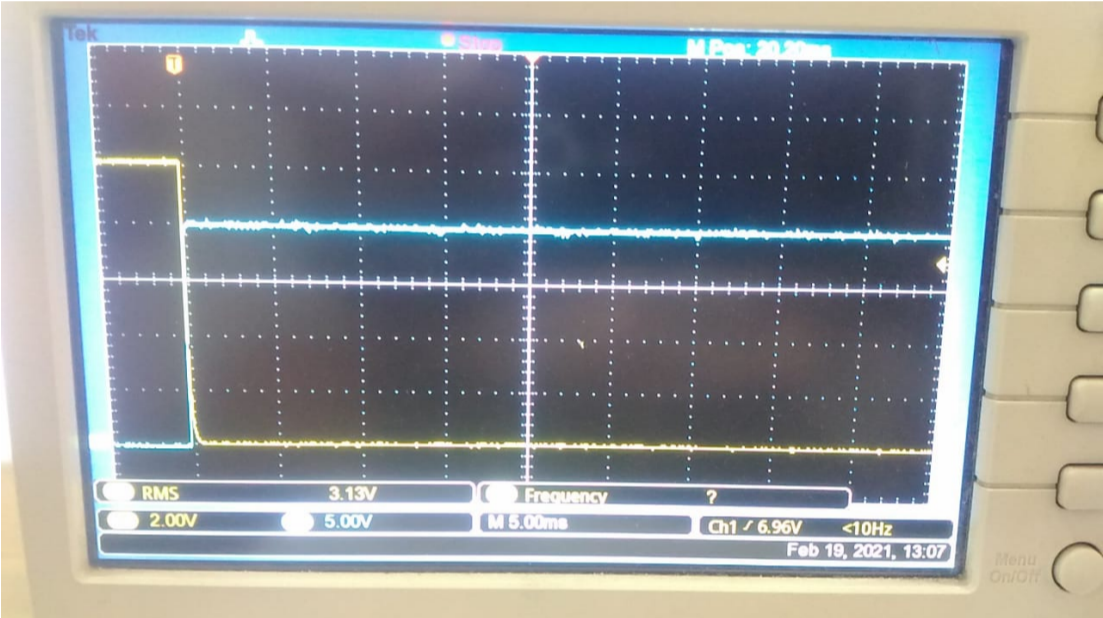 Tek Stop M Pos: 20.20ms
T
RMS 3.13V Frequency ?
2.00V 5.00V M 5.00ms Ch1 ∕ 6.96V <10Hz
Feb 19, 2021, 13:07
Menu
On/Off